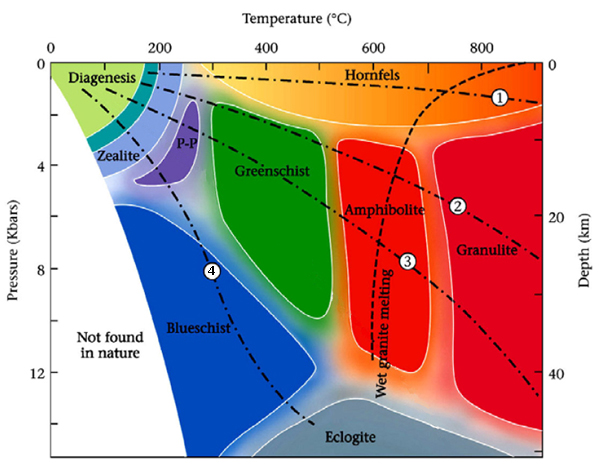 Temperature (°C)
0 200 400 600 800
0 0
Diagenesis
Hornfels
1
P-P
Zealite
4
Greenschist
Amphibolite
2
20
Granulite
3
Pressure (Kbars)
Depth (km)
8
4
Wet granite melting
Blueschist
Not found
in nature
12 40
Eclogite